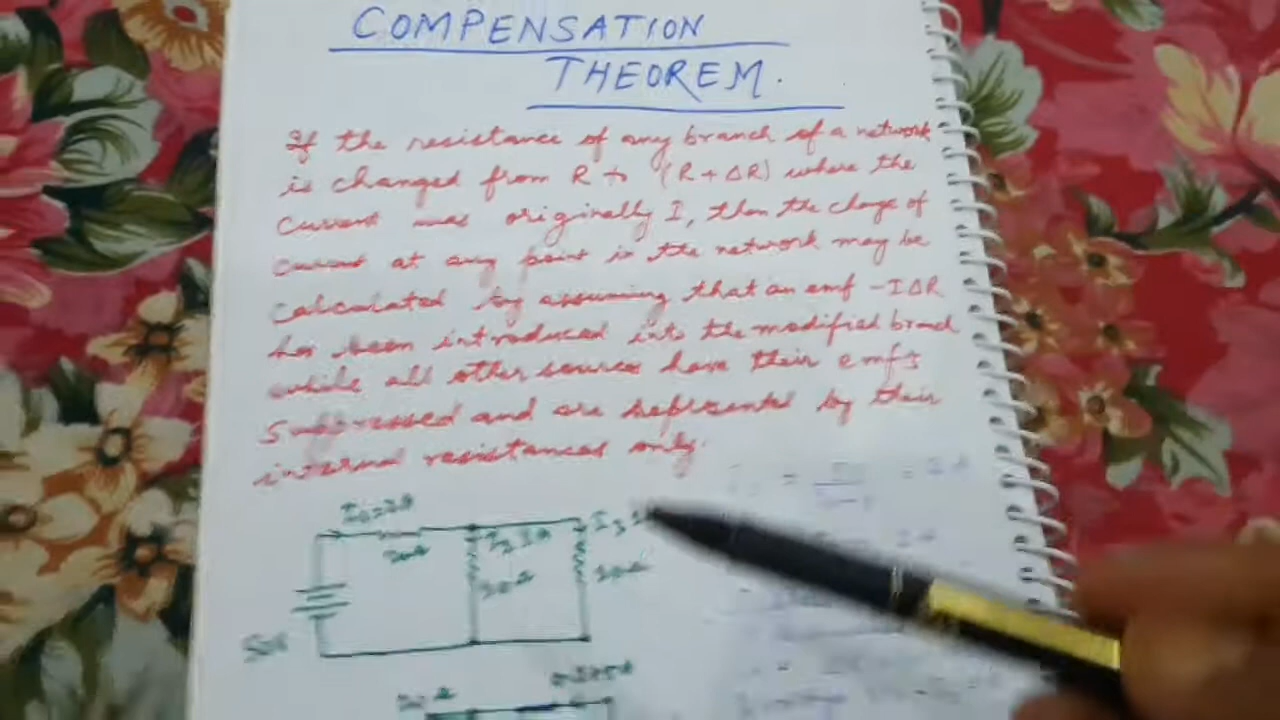 COMPENSATION
THEOREM.
If the resistance of any branch of a network
is changed from R to (R + ΔR) where the
current was originally I, then the change of
current at any point in the network may be
calculated by assuming that an emf - IΔR
has been introduced into the modified branch
while all other sources have their emfs
suppressed and are represented by their
internal resistances only.
50V